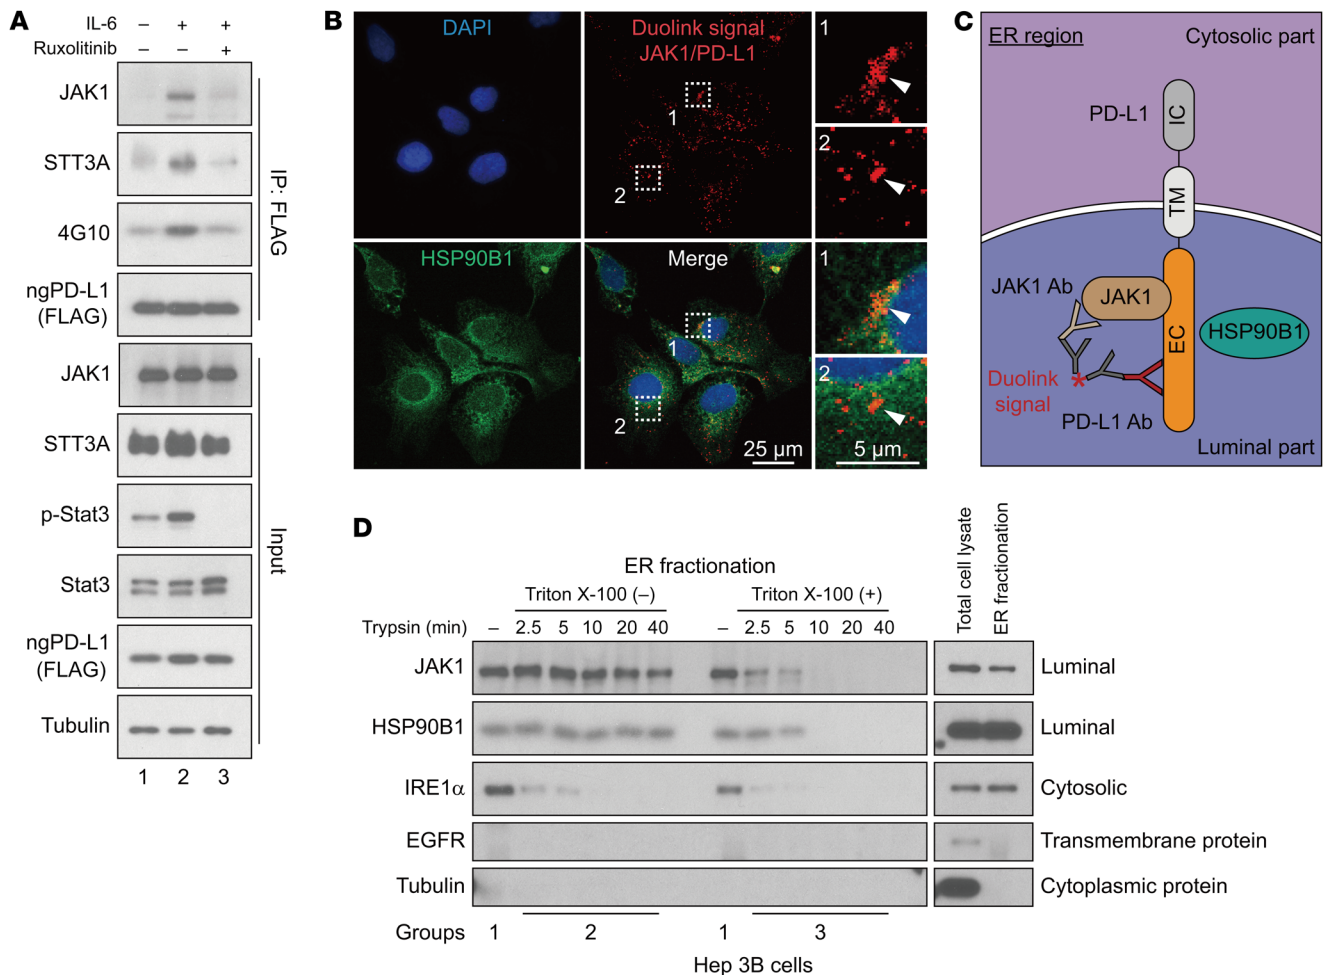 A
IL-6 – + +
Ruxolitinib – – +
JAK1
STT3A
4G10
ngPD-L1
(FLAG)
IP: FLAG
JAK1
STT3A
p-Stat3
Stat3
ngPD-L1
(FLAG)
Tubulin
Input
1 2 3
B
DAPI
Duolink signal
JAK1/PD-L1
1
2
1
2
HSP90B1
Merge
1
2
25 µm
1
2
5 µm
C
ER region
Cytosolic part
PD-L1
IC
TM
EC
JAK1 Ab
JAK1
HSP90B1
Duolink
signal
*
PD-L1 Ab
Luminal part
D
ER fractionation
Triton X-100 (–) Triton X-100 (+)
Trypsin (min) – 2.5 5 10 20 40 – 2.5 5 10 20 40
Total cell lysate
ER fractionation
JAK1 Luminal
HSP90B1 Luminal
IRE1α Cytosolic
EGFR Transmembrane protein
Tubulin Cytoplasmic protein
Groups 1 2 1 3
Hep 3B cells